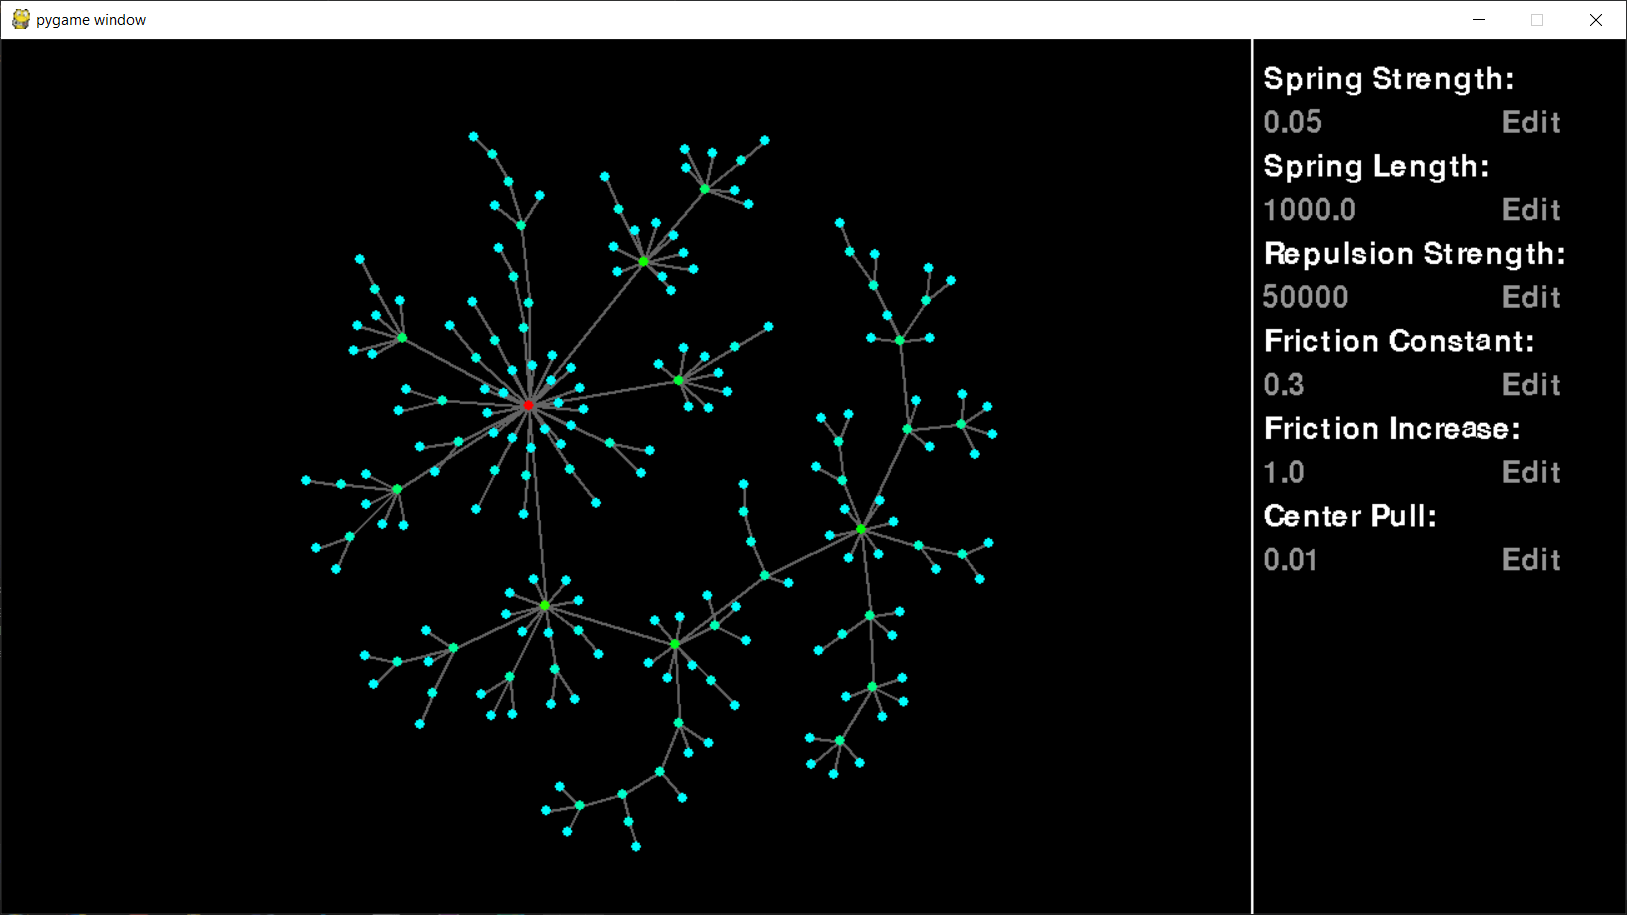 pygame window
Spring Strength:
0.05 Edit
Spring Length:
1000.0 Edit
Repulsion Strength:
50000 Edit
Friction Constant:
0.3 Edit
Friction Increase:
1.0 Edit
Center Pull:
0.01 Edit